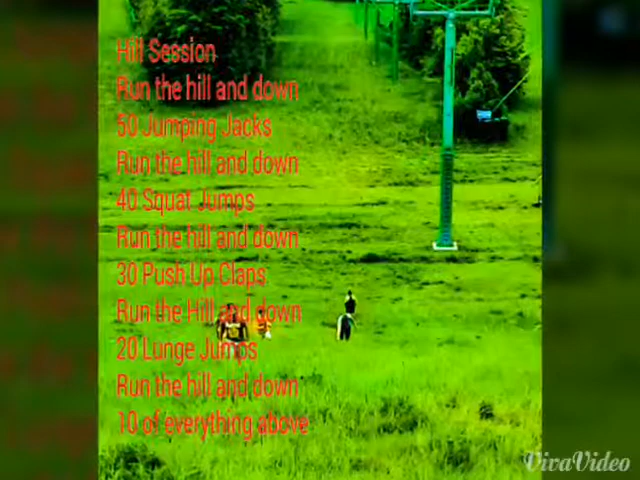 Hill Session
Run the hill and down
50 Jumping Jacks
Run the hill and down
40 Squat Jumps
Run the hill and down
30 Push Up Claps
Run the Hill and down
20 Lunge Jumps
Run the hill and down
10 of everything above
VivaVideo